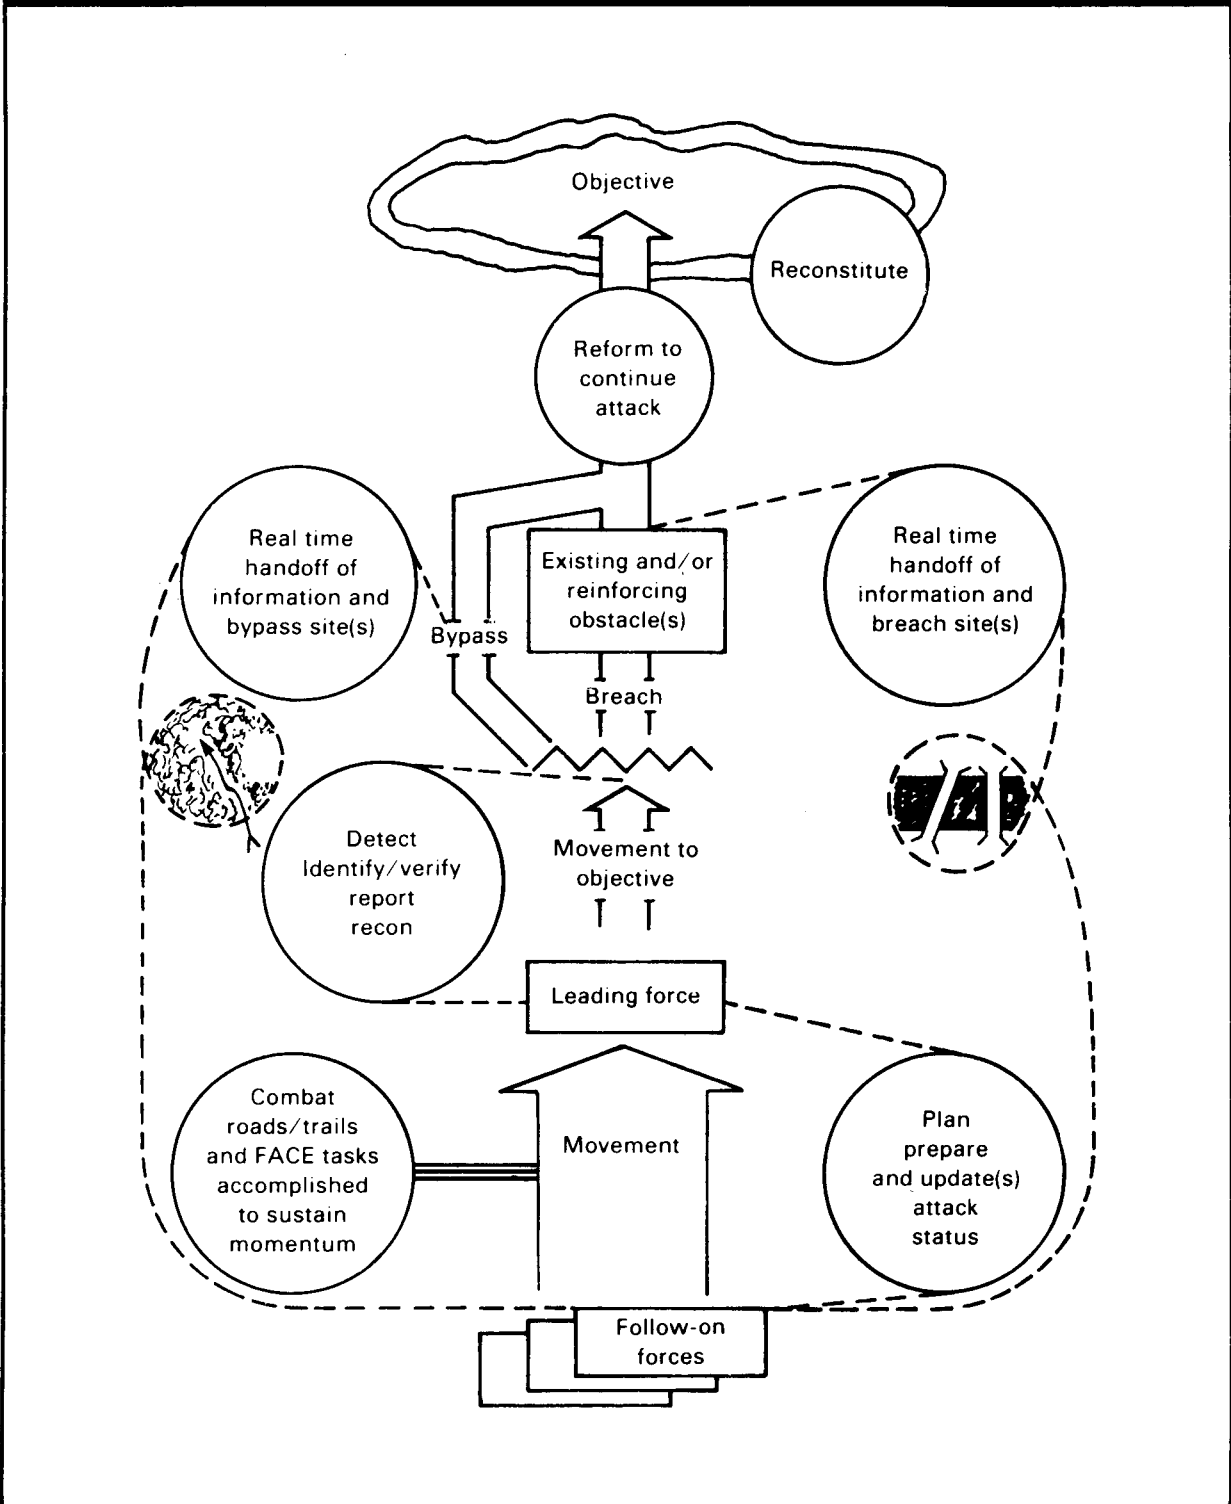 Objective
Reconstitute
Reform to
continue
attack
Real time
handoff of
information and
bypass site(s)
Bypass
Existing and/or
reinforcing
obstacle(s)
Real time
handoff of
information and
breach site(s)
Breach
Detect
Identify/verify
report
recon
Movement to
objective
Leading force
Combat
roads/trails
and FACE tasks
accomplished
to sustain
momentum
Movement
Plan
prepare
and update(s)
attack
status
Follow-on
forces